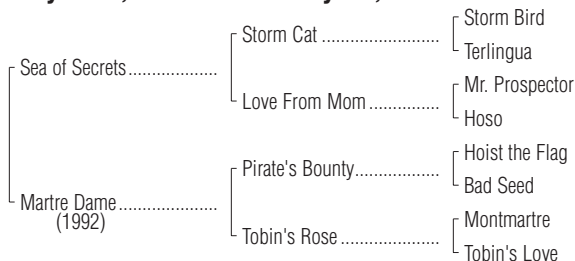 Storm Bird
Storm Cat ........................
Terlingua
Sea of Secrets..................
Mr. Prospector
Love From Mom ..............
Hoso
Hoist the Flag
Pirate's Bounty.................
Bad Seed
Martre Dame ....................
(1992)
Montmartre
Tobin's Rose ....................
Tobin's Love